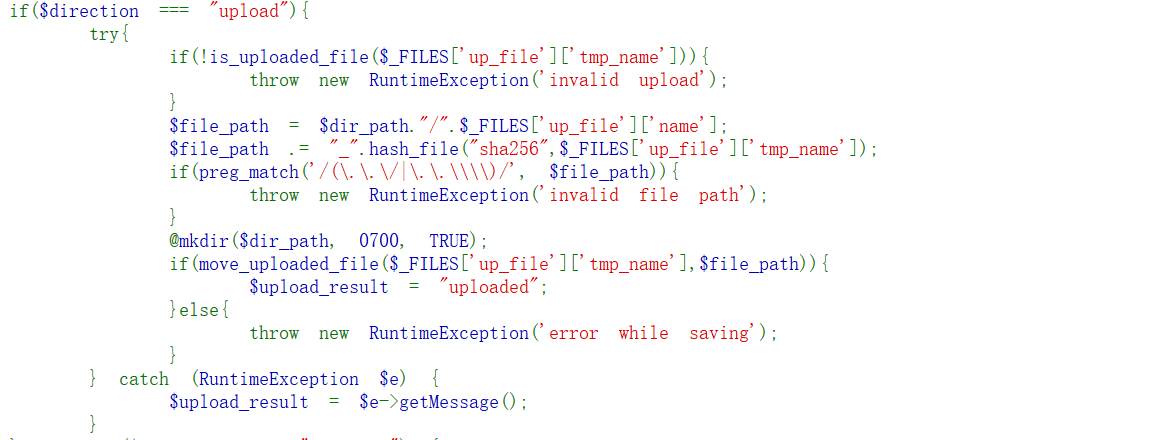 if($direction === "upload"){
try{
if(!is_uploaded_file($_FILES['up_file']['tmp_name'])){
throw new RuntimeException('invalid upload');
}
$file_path = $dir_path."/".$_FILES['up_file']['name'];
$file_path .= "_".hash_file("sha256",$_FILES['up_file']['tmp_name']);
if(preg_match('/(\.\.\/|\.\.\\\\)/', $file_path)){
throw new RuntimeException('invalid file path');
}
@mkdir($dir_path, 0700, TRUE);
if(move_uploaded_file($_FILES['up_file']['tmp_name'],$file_path)){
$upload_result = "uploaded";
}else{
throw new RuntimeException('error while saving');
}
} catch (RuntimeException $e) {
$upload_result = $e->getMessage();
}